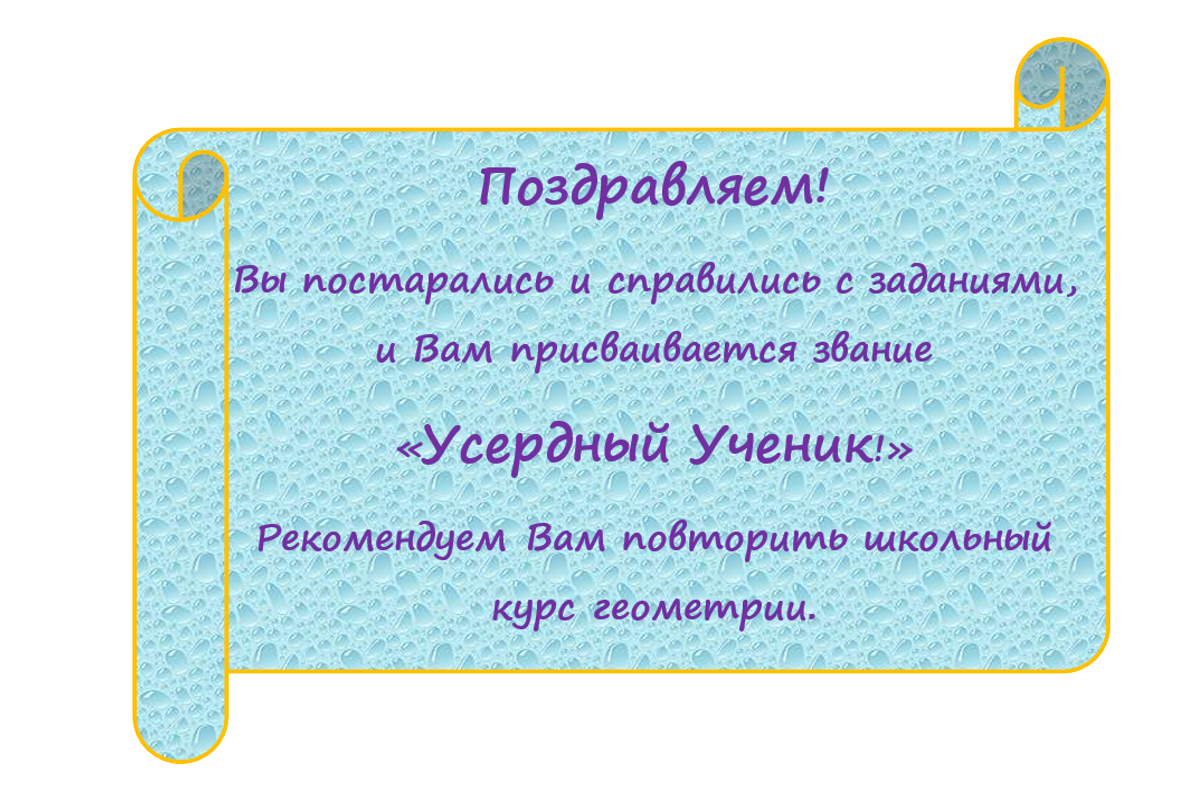 Поздравляем!
Вы постарались и справились с заданиями,
и Вам присваивается звание
«Усердный Ученик!»
Рекомендуем Вам повторить школьный
курс геометрии.